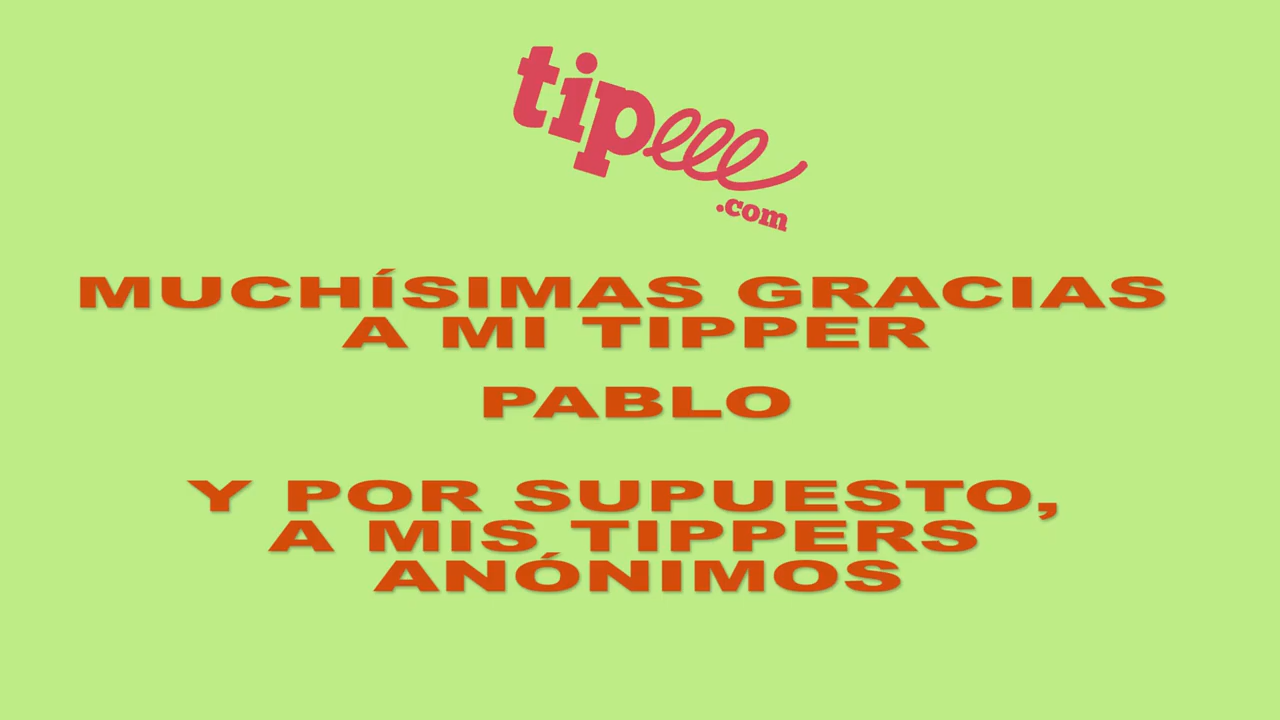 tipeee
.com
MUCHÍSIMAS GRACIAS
A MI TIPPER
PABLO
Y POR SUPUESTO,
A MIS TIPPERS
ANÓNIMOS